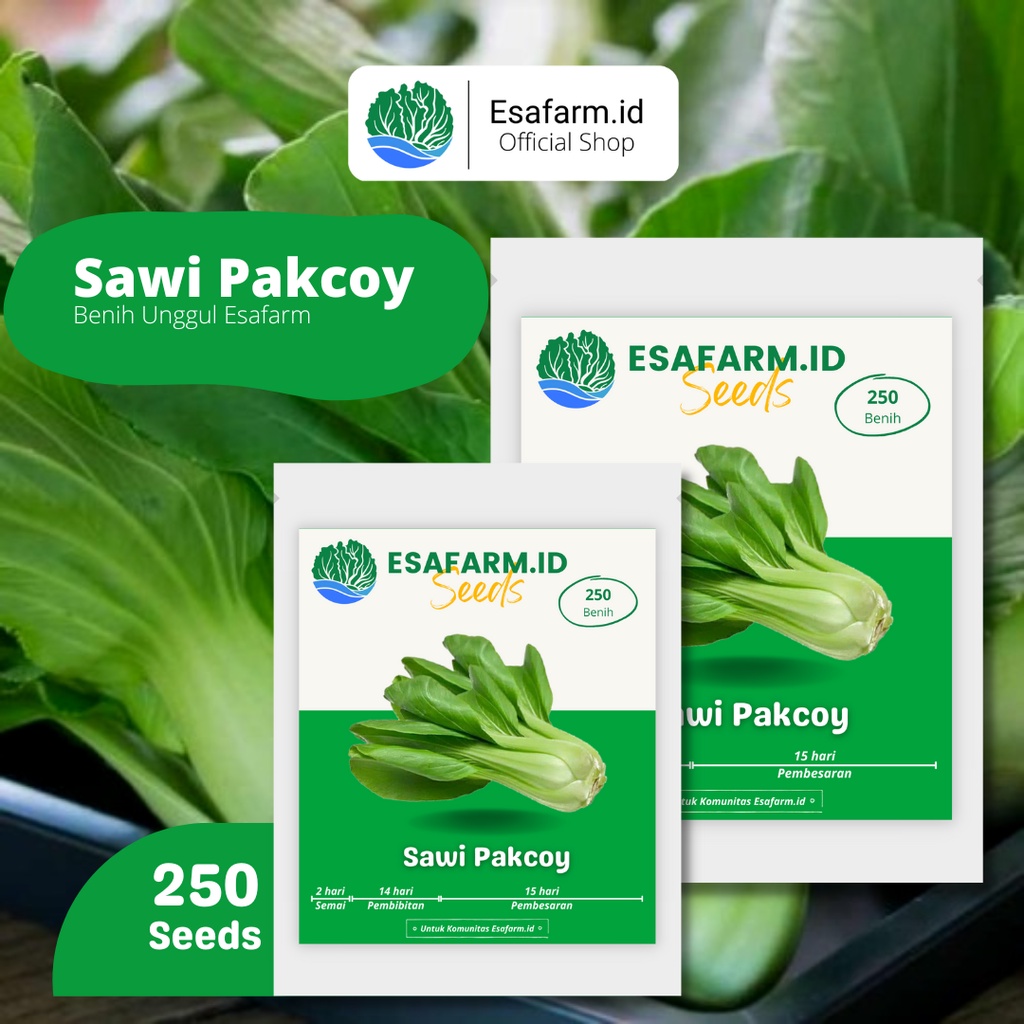 Esafarm.id
Official Shop
Sawi Pakcoy
Benih Unggul Esafarm
ESAFARM.ID
Seeds
250
Benih
wi Pakcoy
15 hari
Pembesaran
tuk Komunitas Esafarm.id
ESAFARM.ID
Seeds
250
Benih
Sawi Pakcoy
2 hari 14 hari 15 hari
Semai Pembibitan Pembesaran
Untuk Komunitas Esafarm.id
250
Seeds